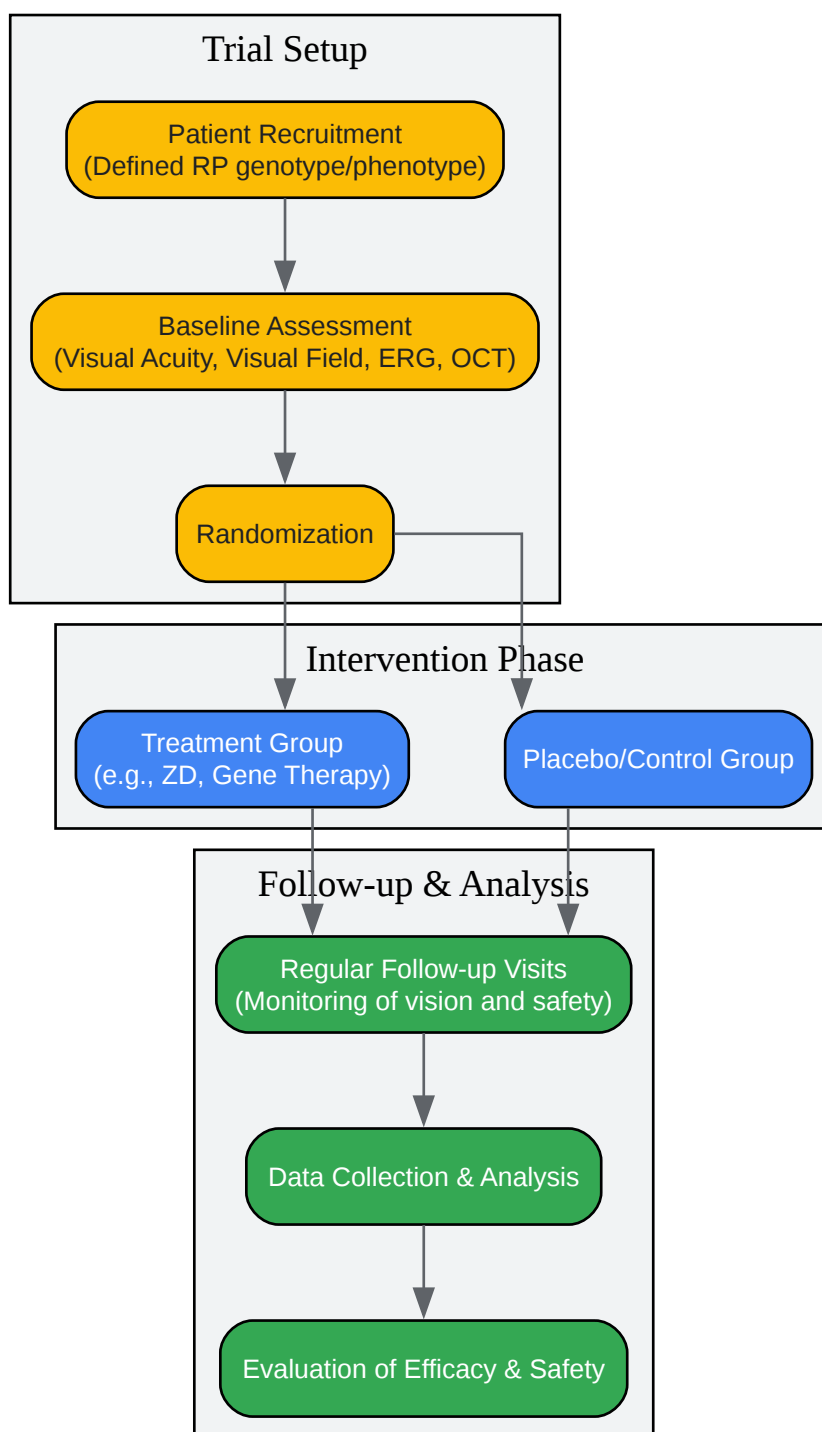 Trial Setup
Patient Recruitment
(Defined RP genotype/phenotype)
Baseline Assessment
(Visual Acuity, Visual Field, ERG, OCT)
Randomization
Intervention Phase
Treatment Group
(e.g., ZD, Gene Therapy)
Placebo/Control Group
Follow-up & Analysis
Regular Follow-up Visits
(Monitoring of vision and safety)
Data Collection & Analysis
Evaluation of Efficacy & Safety